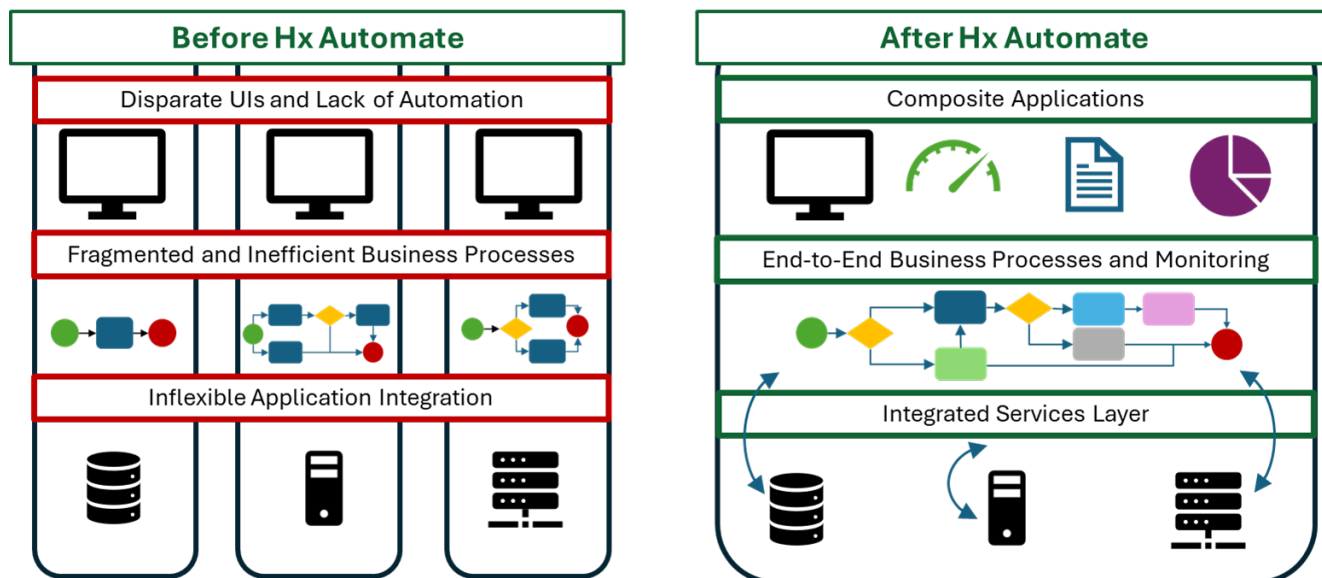 Before Hx Automate
Disparate UIs and Lack of Automation
Fragmented and Inefficient Business Processes
Inflexible Application Integration
After Hx Automate
Composite Applications
End-to-End Business Processes and Monitoring
Integrated Services Layer